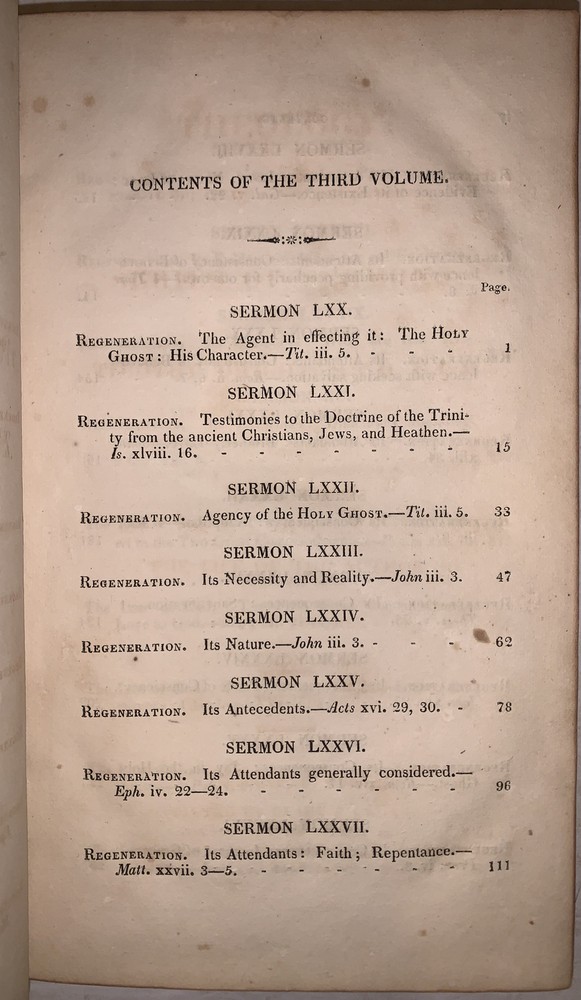 CONTENTS OF THE THIRD VOLUME.
Page.
SERMON LXX.
REGENERATION. The Agent in effecting it: The HOLY
GHOST: His Character.—Tit. iii. 5. - - - 1
SERMON LXXI.
REGENERATION. Testimonies to the Doctrine of the Trini-
ty from the ancient Christians, Jews, and Heathen.—
Is. xlviii. 16. - - - - - - - 15
SERMON LXXII.
REGENERATION. Agency of the HOLY GHOST.—Tit. iii. 5. 33
SERMON LXXIII.
REGENERATION. Its Necessity and Reality.—John iii. 3. 47
SERMON LXXIV.
REGENERATION. Its Nature.—John iii. 3. - - - 62
SERMON LXXV.
REGENERATION. Its Antecedents.—Acts xvi. 29, 30. - 78
SERMON LXXVI.
REGENERATION. Its Attendants generally considered.—
Eph. iv. 22—24. - - - - - - 96
SERMON LXXVII.
REGENERATION. Its Attendants: Faith; Repentance.—
Matt. xxvii. 3—5. - - - - - - 111